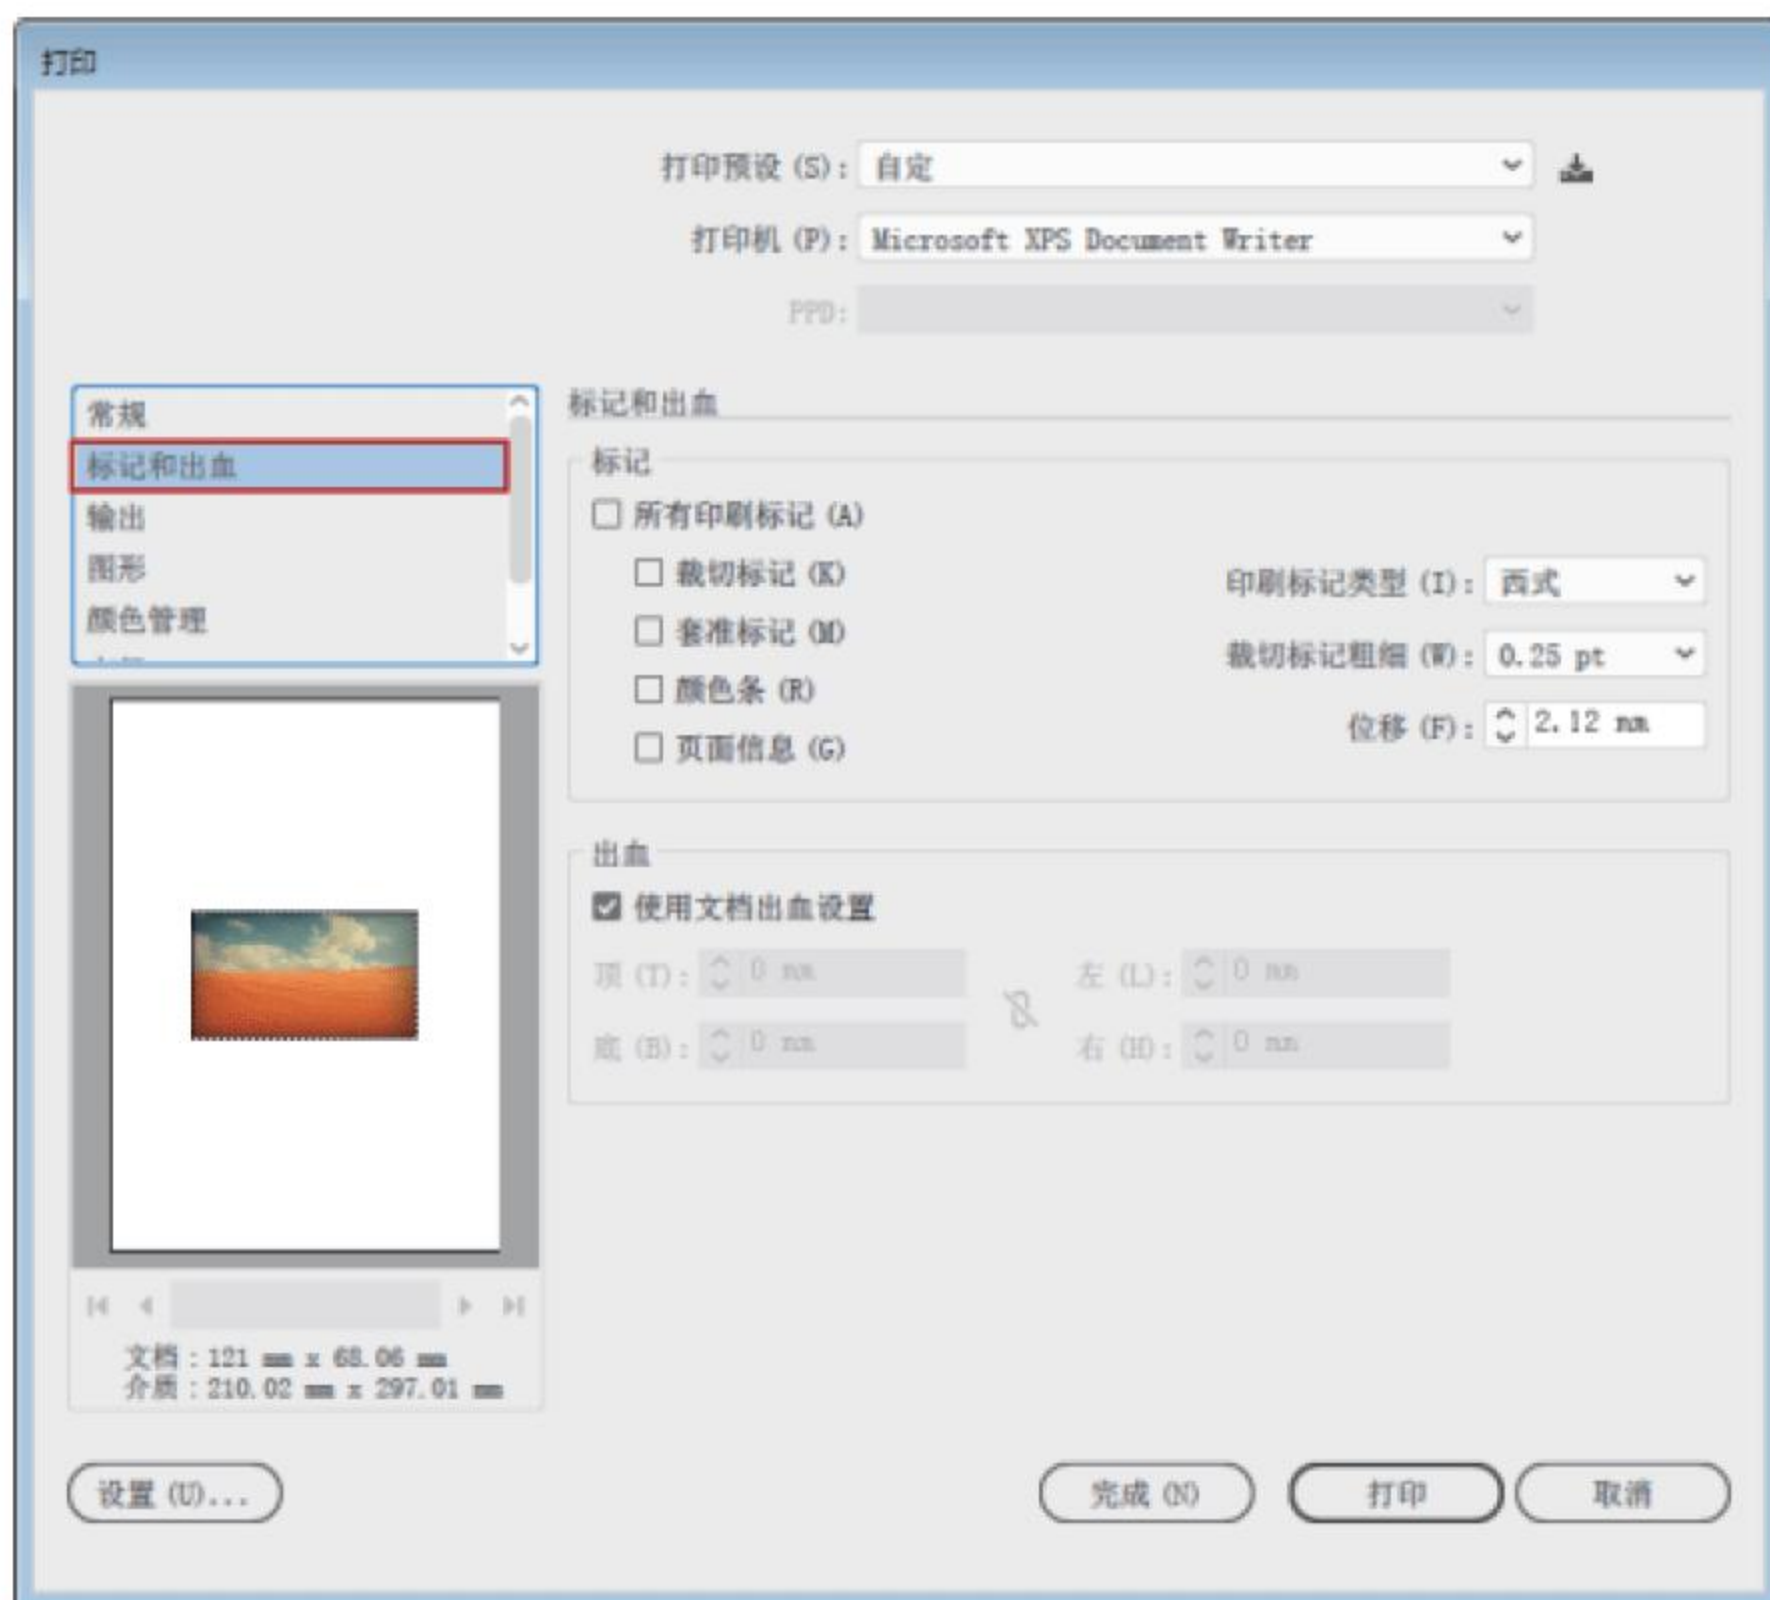 打印
打印预设 (S): 自定
打印机 (P): Microsoft XPS Document Writer
PPD:
常规
标记和出血
输出
图形
颜色管理
标记和出血
标记
所有印刷标记 (A)
裁切标记 (K)
套准标记 (M)
颜色条 (R)
页面信息 (G)
印刷标记类型 (I): 西式
裁切标记粗细 (W): 0.25 pt
位移 (F): 2.12 mm
出血
使用文档出血设置
顶 (T): 0 mm
左 (L): 0 mm
底 (B): 0 mm
右 (H): 0 mm
文档:121 mm x 68.06 mm
介质:210.02 mm x 297.01 mm
设置 (U)...
完成 (N)
打印
取消